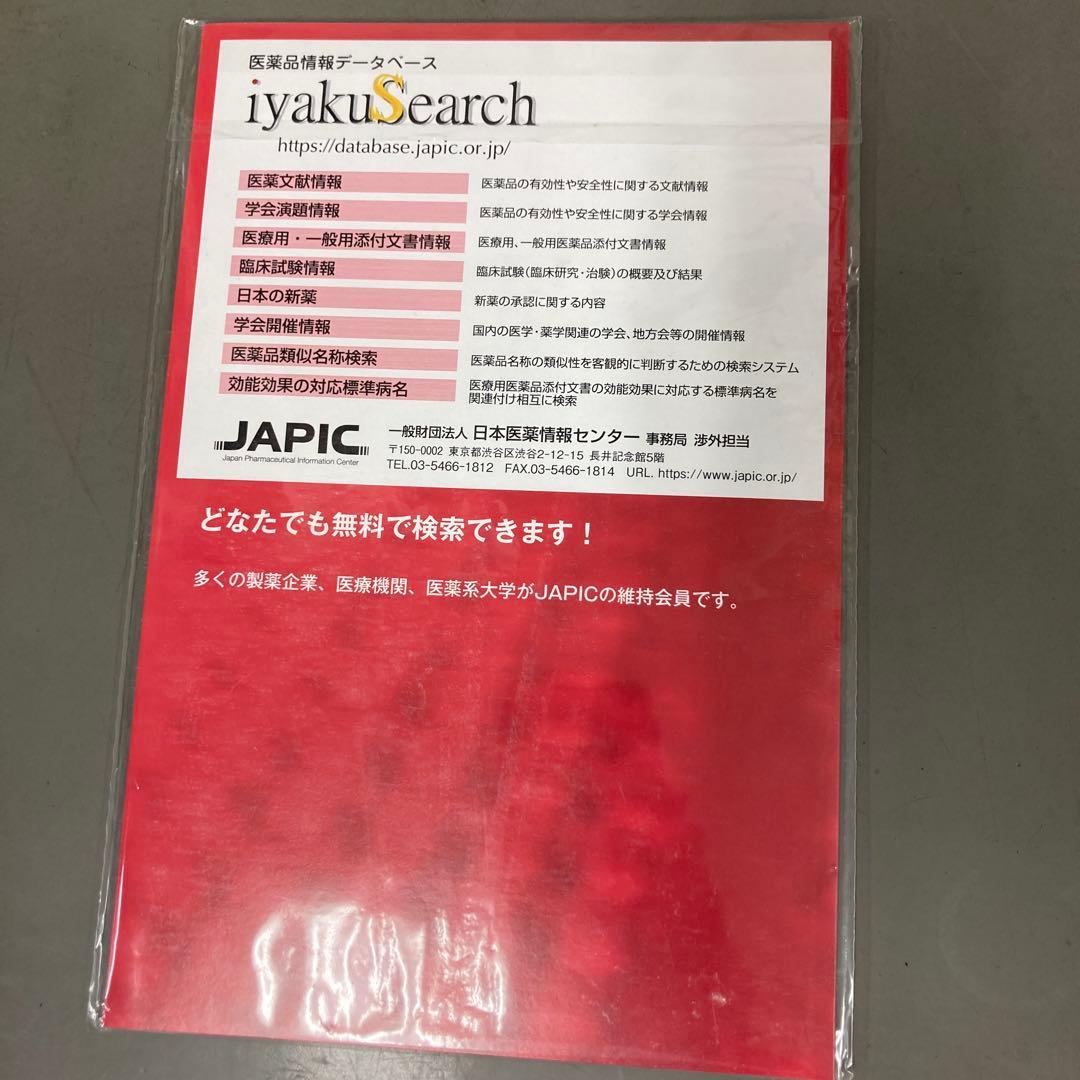 医薬品情報データベース
iyakuSearch
https://database.japic.or.jp/
医薬文献情報 医薬品の有効性や安全性に関する文献情報
学会演題情報 医薬品の有効性や安全性に関する学会情報
医療用・一般用添付文書情報 医療用、一般用医薬品添付文書情報
臨床試験情報 臨床試験(臨床研究・治験)の概要及び結果
日本の新薬 新薬の承認に関する内容
学会開催情報 国内の医学・薬学関連の学会、地方会等の開催情報
医薬品類似名称検索 医薬品名称の類似性を客観的に判断するための検索システム
効能効果の対応標準病名 医療用医薬品添付文書の効能効果に対応する標準病名を
関連付け相互に検索
JAPIC
Japan Pharmaceutical Information Center
一般財団法人 日本医薬情報センター 事務局 渉外担当
〒150-0002 東京都渋谷区渋谷2-12-15 長井記念館5階
TEL.03-5466-1812 FAX.03-5466-1814 URL. https://www.japic.or.jp/
どなたでも無料で検索できます!
多くの製薬企業、医療機関、医薬系大学がJAPICの維持会員です。